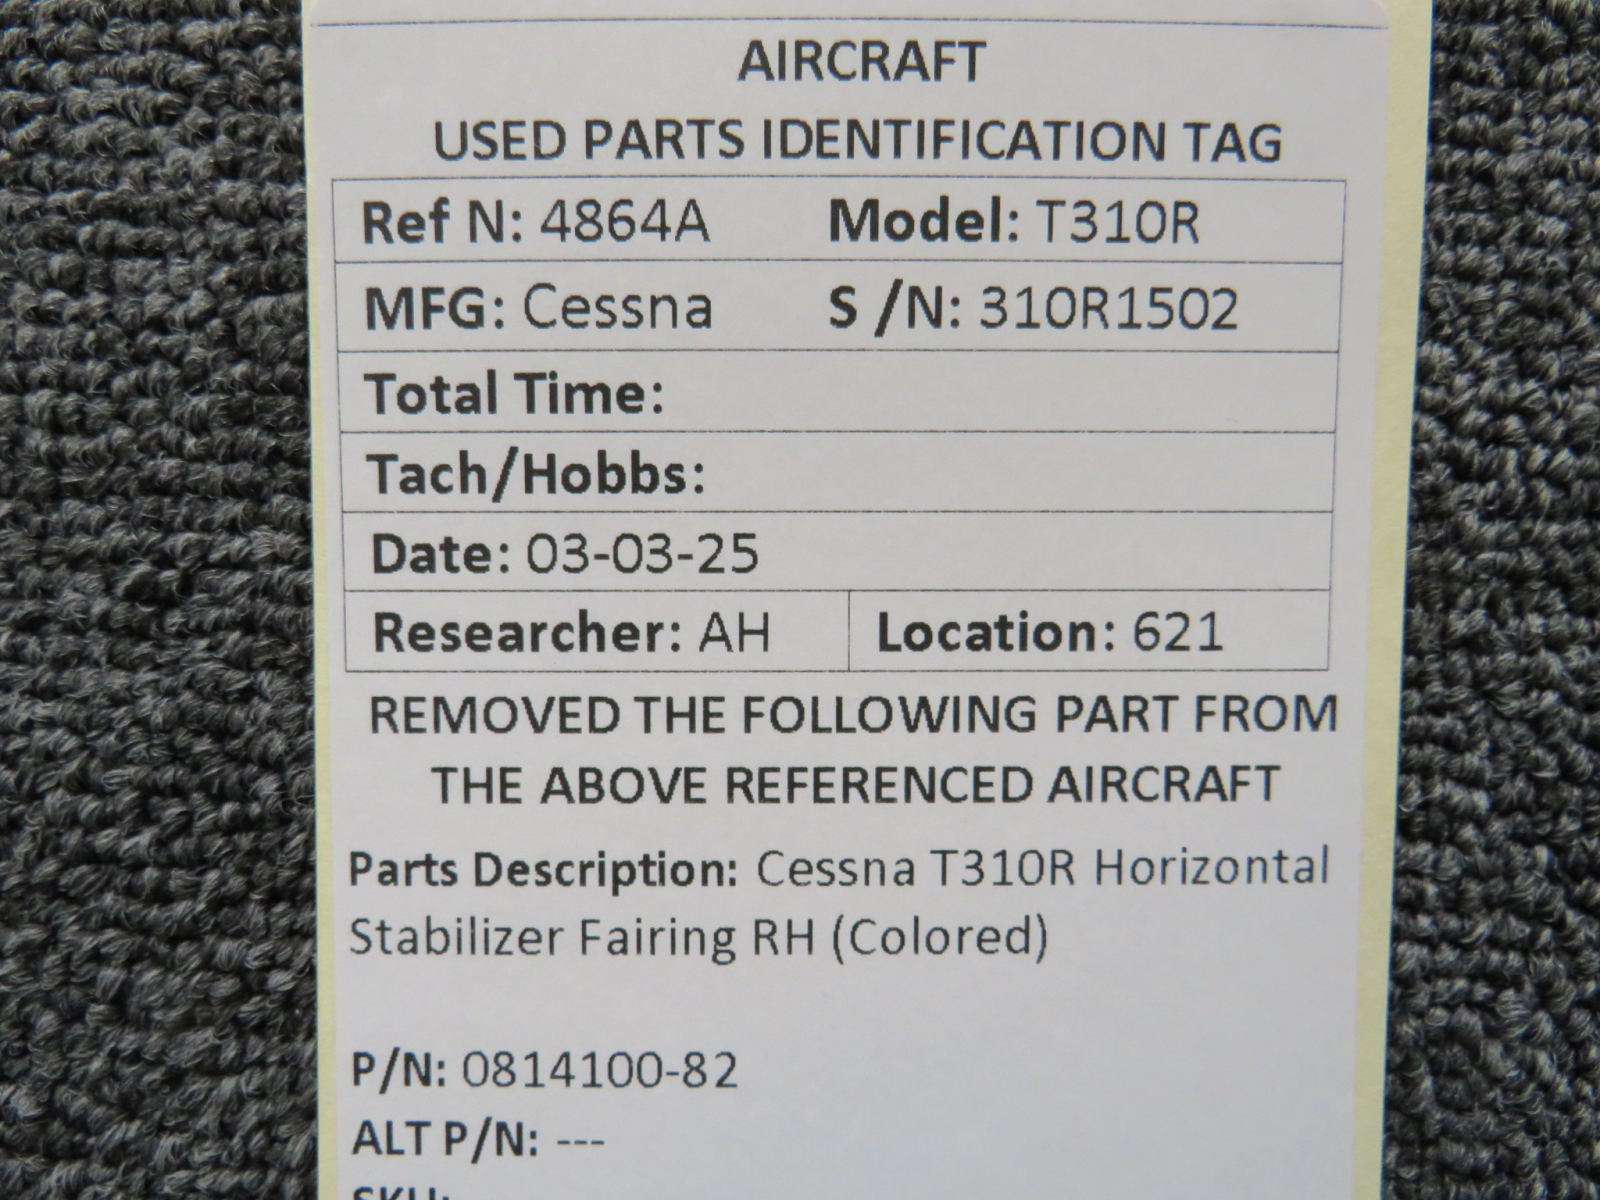 AIRCRAFT
USED PARTS IDENTIFICATION TAG
Ref N: 4864A Model: T310R
MFG: Cessna S /N: 310R1502
Total Time:
Tach/Hobbs:
Date: 03-03-25
Researcher: AH Location: 621
REMOVED THE FOLLOWING PART FROM
THE ABOVE REFERENCED AIRCRAFT
Parts Description: Cessna T310R Horizontal
Stabilizer Fairing RH (Colored)
P/N: 0814100-82
ALT P/N: ---
SKU: